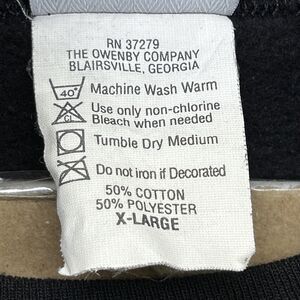 RN 37279
THE OWENBY COMPANY
BLAIRSVILLE, GEORGIA
40° Machine Wash Warm
CL Use only non-chlorine
Bleach when needed
Tumble Dry Medium
Do not iron if Decorated
50% COTTON
50% POLYESTER
X-LARGE